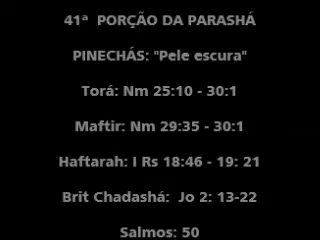 41ª PORÇÃO DA PARASHÁ
PINECHÁS: "Pele escura"
Torá: Nm 25:10 - 30:1
Maftir: Nm 29:35 - 30:1
Haftarah: I Rs 18:46 - 19: 21
Brit Chadashá: Jo 2: 13-22
Salmos: 50